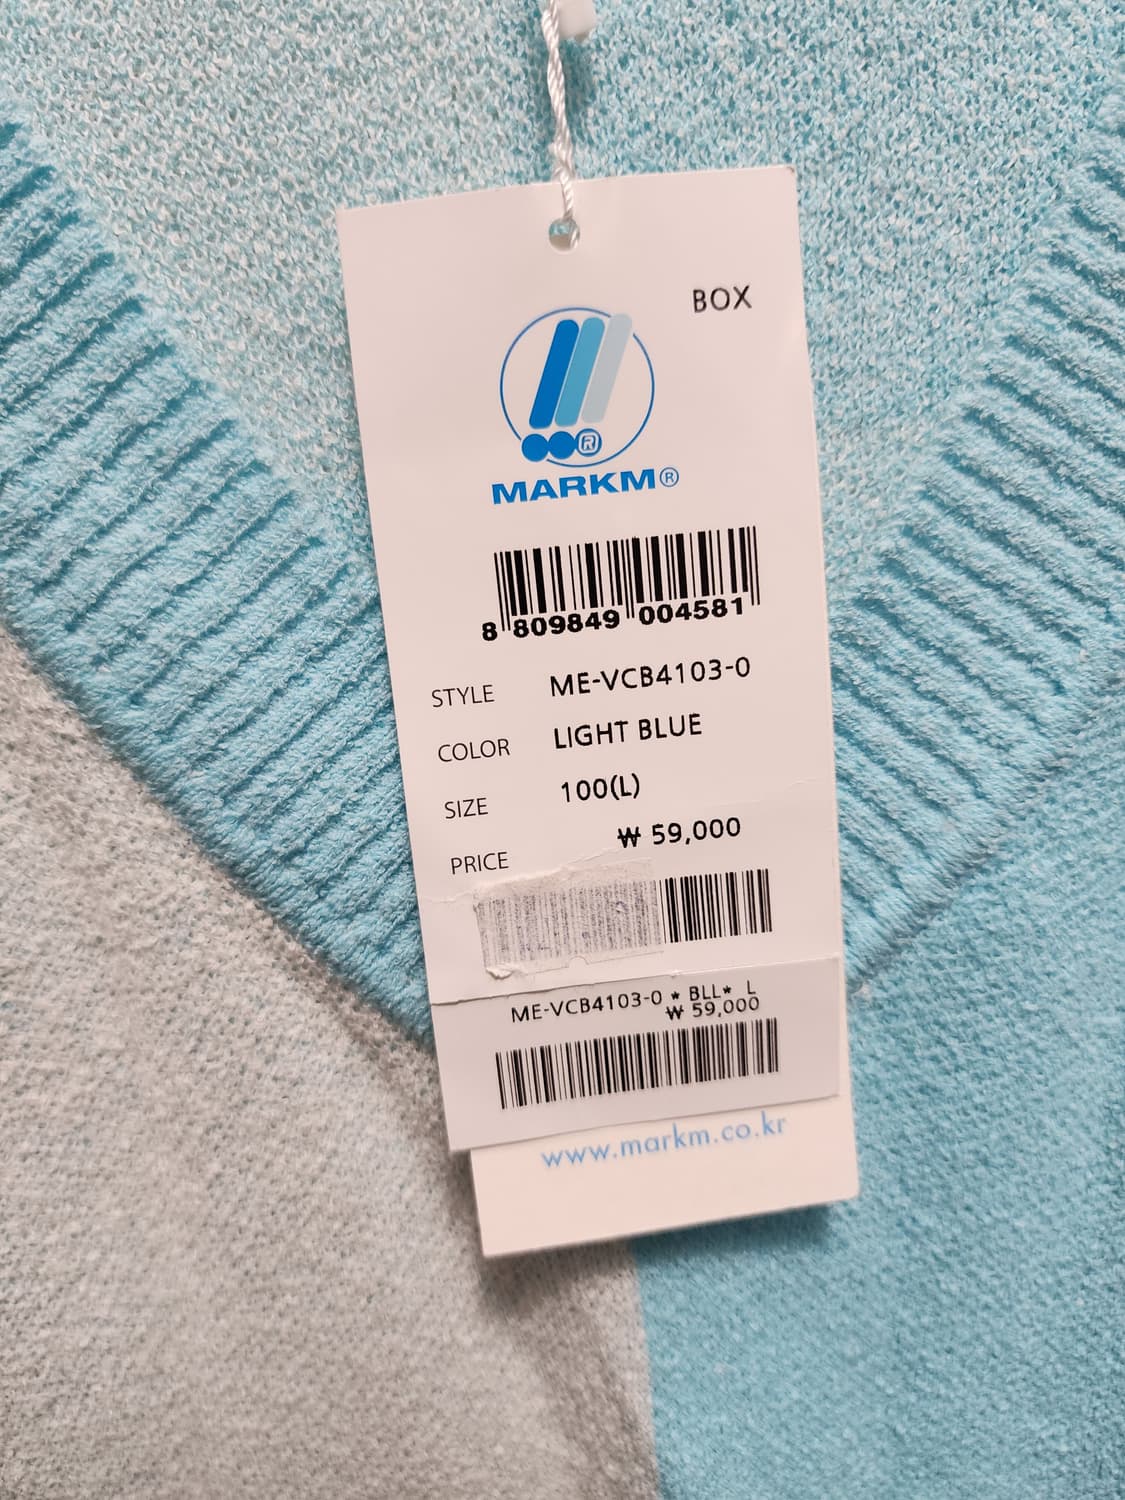 BOX
®
MARKM®
8 809849 004581
STYLE ME-VCB4103-0
COLOR LIGHT BLUE
SIZE 100(L)
PRICE ₩ 59,000
ME-VCB4103-0 * BLL* L
₩ 59,000
www.markm.co.kr